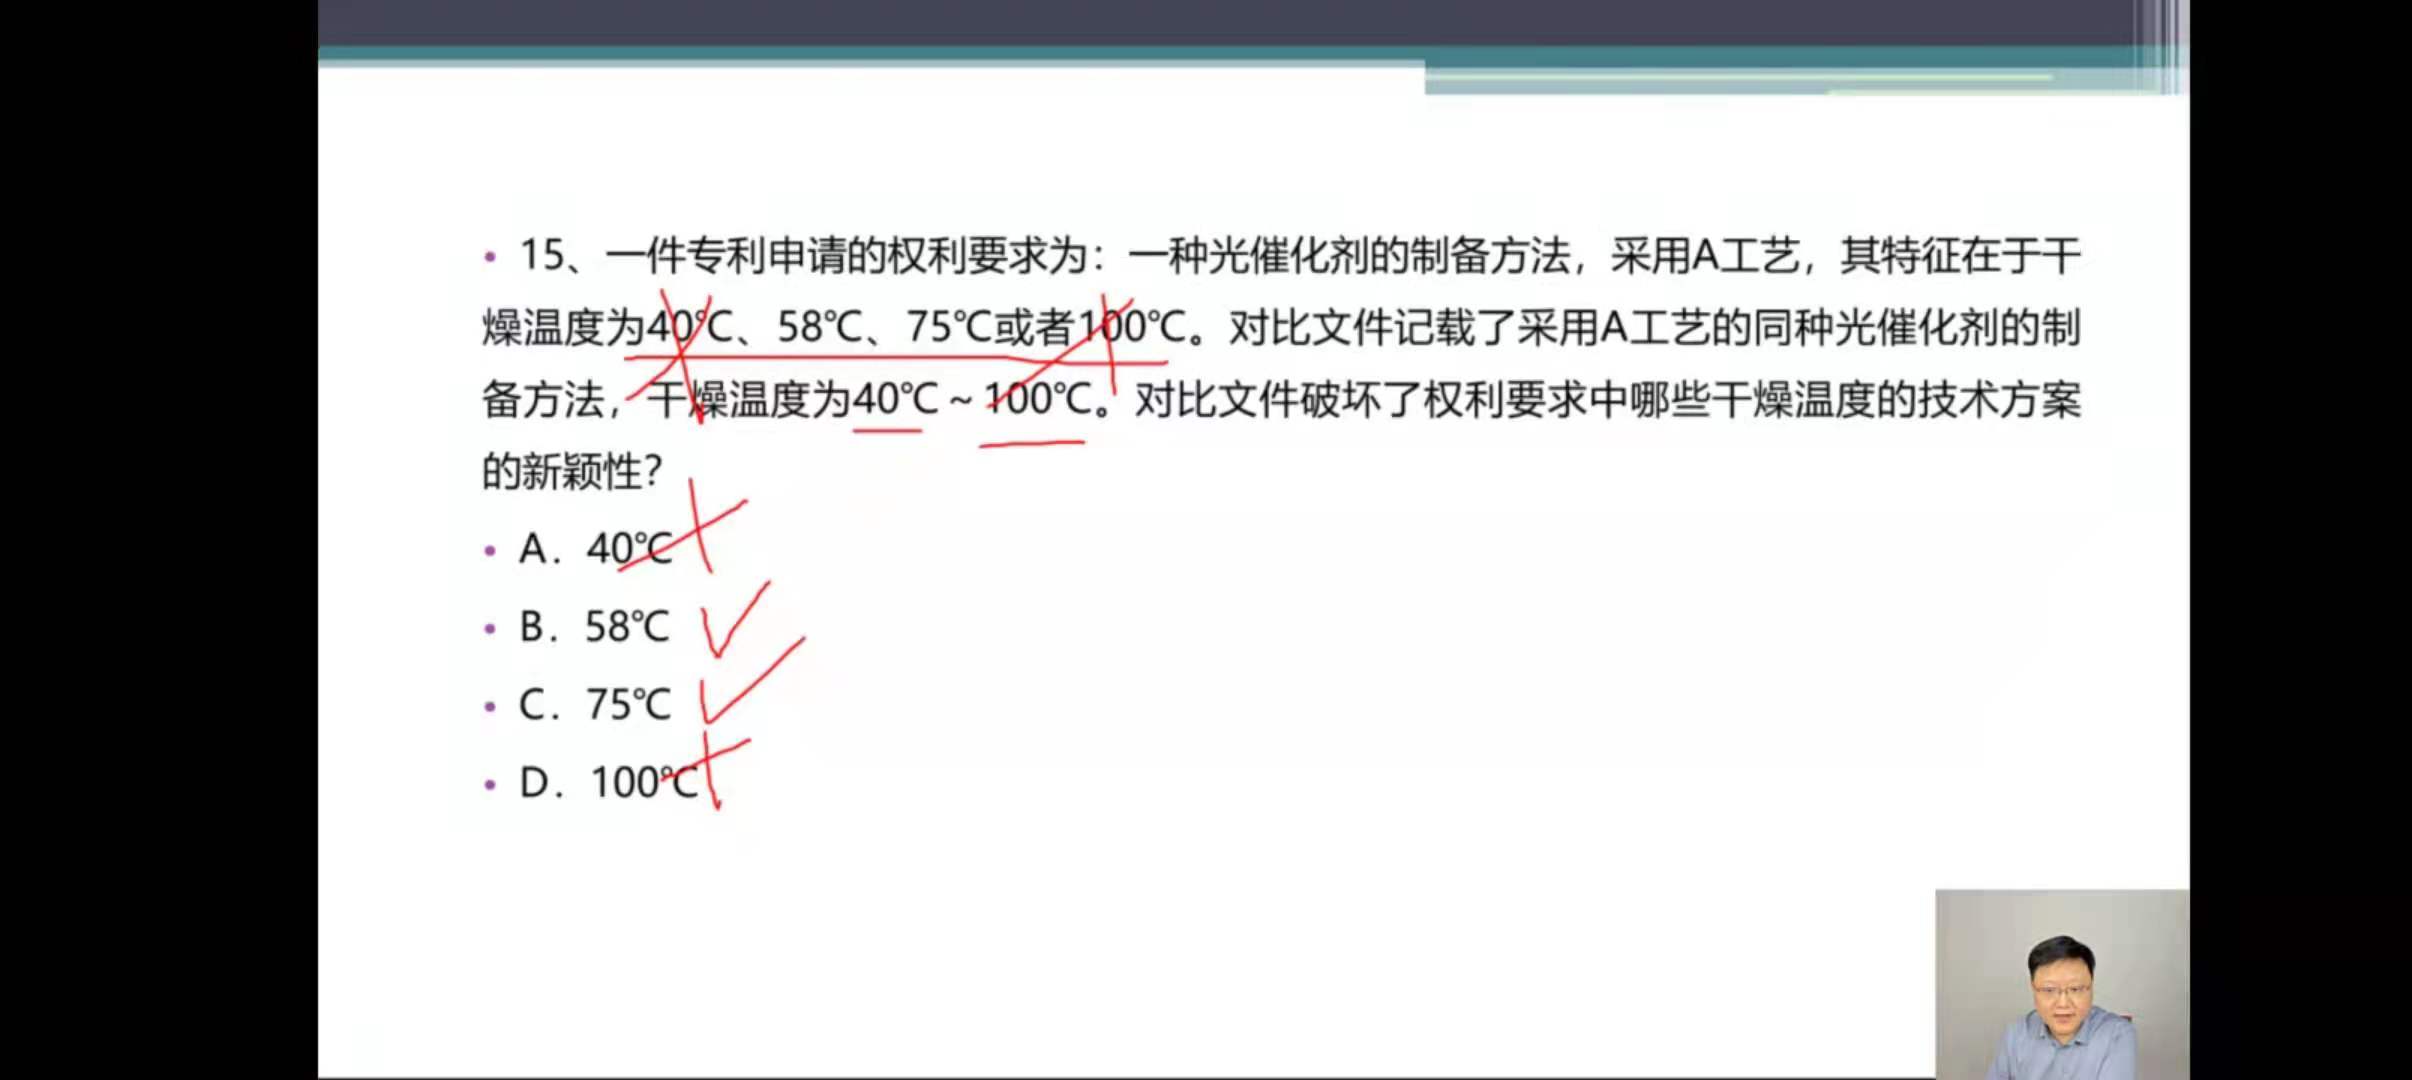 • 15、一件专利申请的权利要求为：一种光催化剂的制备方法，采用A工艺，其特征在于干
燥温度为40℃、58℃、75℃或者100℃。对比文件记载了采用A工艺的同种光催化剂的制
备方法，干燥温度为40℃～100℃。对比文件破坏了权利要求中哪些干燥温度的技术方案
的新颖性？
• A．40℃
• B．58℃
• C．75℃
• D．100℃